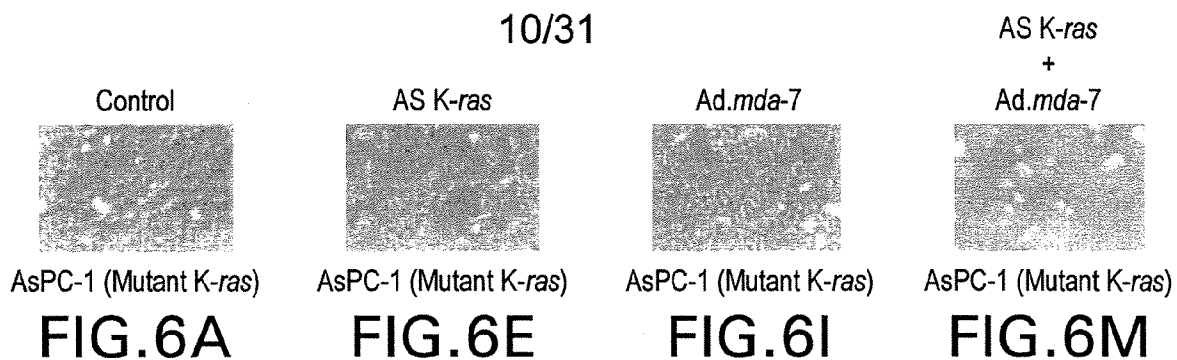 10/31
Control
AS K-ras
Ad.mda-7
AS K-ras
+
Ad.mda-7
AsPC-1 (Mutant K-ras)
AsPC-1 (Mutant K-ras)
AsPC-1 (Mutant K-ras)
AsPC-1 (Mutant K-ras)
FIG.6A
FIG.6E
FIG.6I
FIG.6M